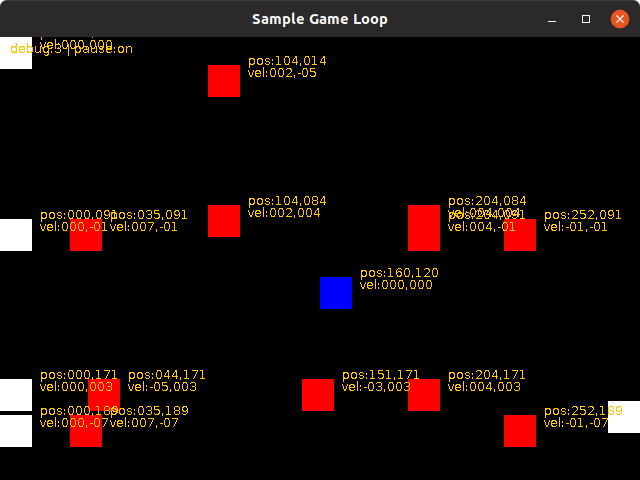 Sample Game Loop
vel:000,000
debug:3 | pause:on
pos:104,014
vel:002,-05
pos:104,084
vel:002,004
pos:204,084
pos:000,091
vel:000,-01
pos:035,091
vel:007,-01
pos:204,091
vel:004,-01
pos:252,091
vel:-01,-01
pos:160,120
vel:000,000
pos:000,171
vel:000,003
pos:044,171
vel:-05,003
pos:151,171
vel:-03,003
pos:204,171
vel:004,003
pos:000,189
vel:000,-07
pos:035,189
vel:007,-07
pos:252,189
vel:-01,-07